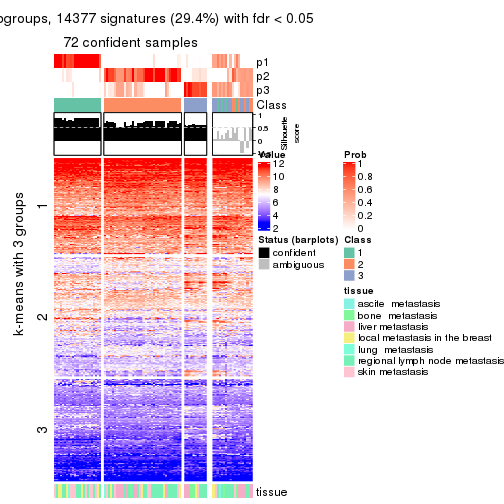 ogroups, 14377 signatures (29.4%) with fdr < 0.05
72 confident samples
p1
p2
p3
Class
1
0.5
0
Silhouette
score
k-means with 3 groups
1
2
3
Value
12
10
8
6
4
2
Prob
1
0.8
0.6
0.4
0.2
0
Status (barplots)
confident
ambiguous
Class
1
2
3
tissue
ascite metastasis
bone metastasis
liver metastasis
local metastasis in the breast
lung metastasis
regional lymph node metastasis
skin metastasis
tissue